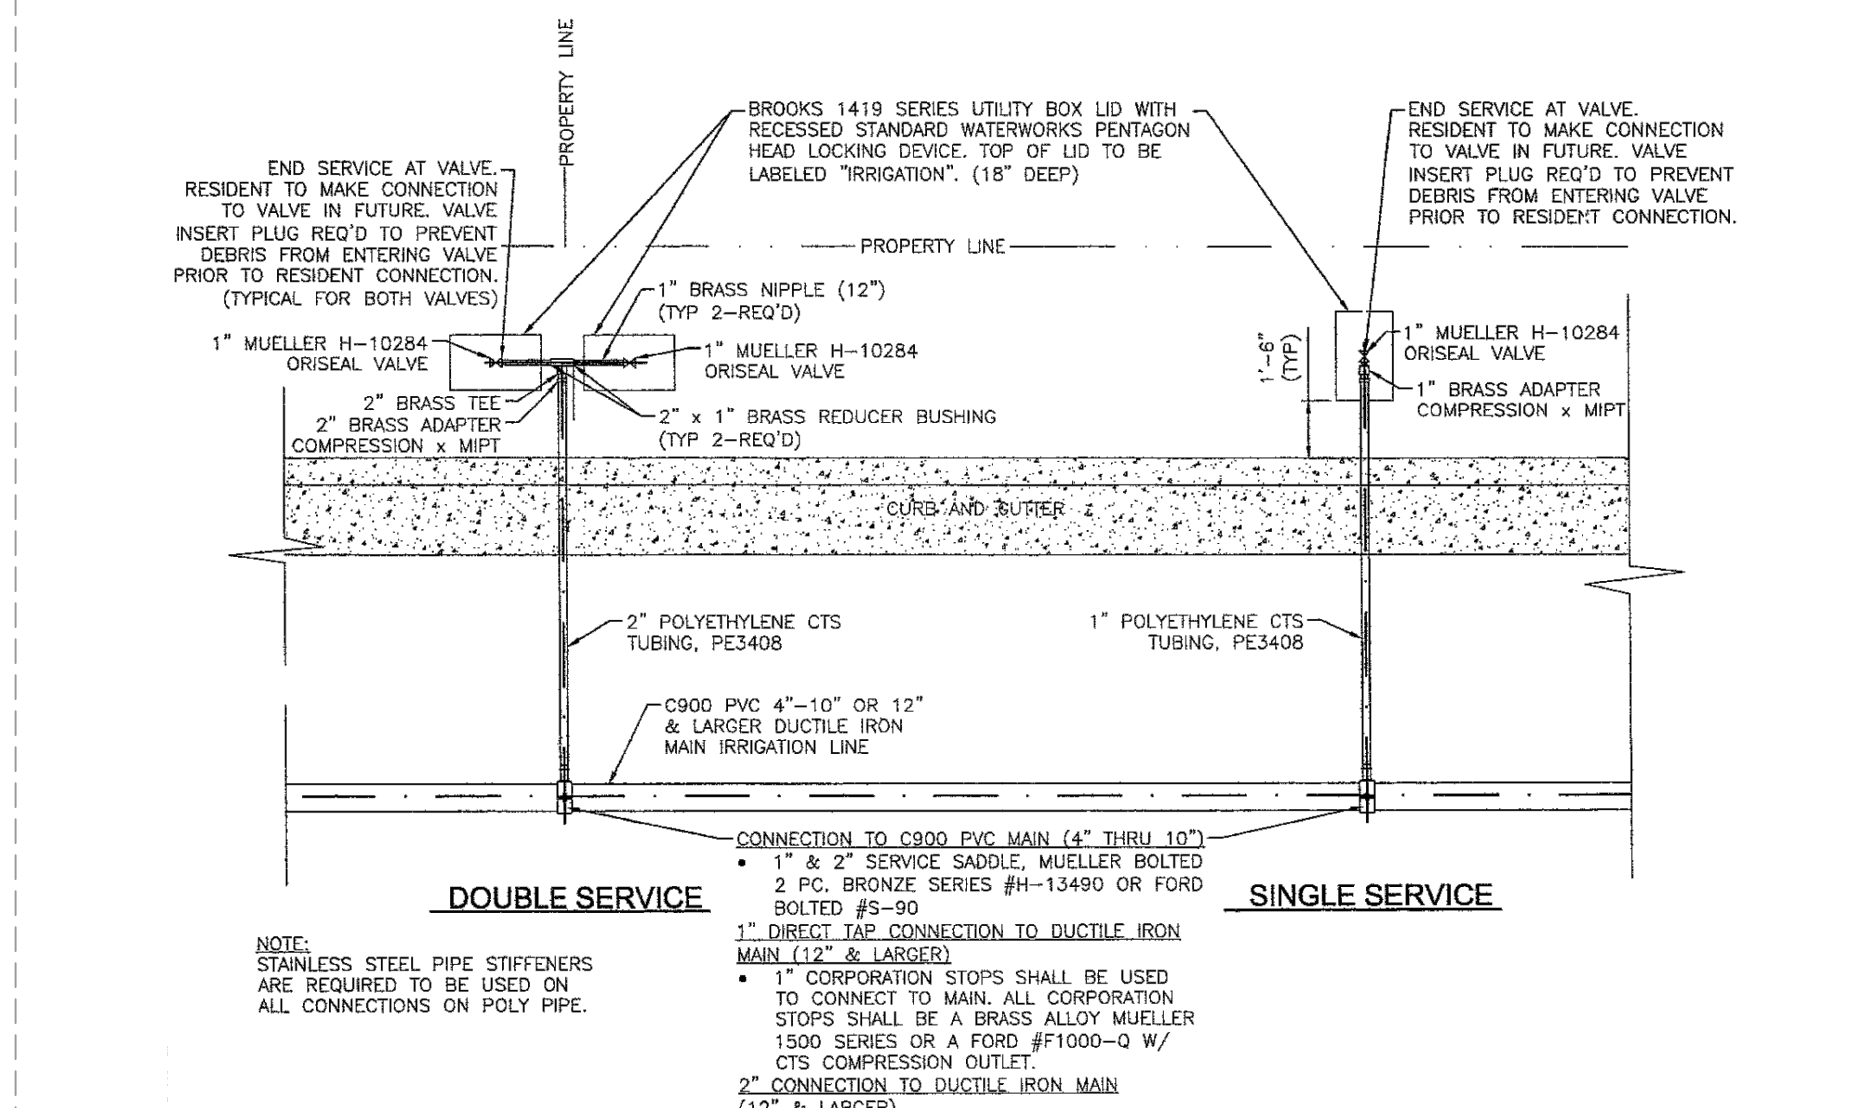 PROPERTY LINE
BROOKS 1419 SERIES UTILITY BOX LID WITH
RECESSED STANDARD WATERWORKS PENTAGON
HEAD LOCKING DEVICE. TOP OF LID TO BE
LABELED "IRRIGATION". (18" DEEP)
END SERVICE AT VALVE.
RESIDENT TO MAKE CONNECTION
TO VALVE IN FUTURE. VALVE
INSERT PLUG REQ'D TO PREVENT
DEBRIS FROM ENTERING VALVE
PRIOR TO RESIDENT CONNECTION.
END SERVICE AT VALVE.
RESIDENT TO MAKE CONNECTION
TO VALVE IN FUTURE. VALVE
INSERT PLUG REQ'D TO PREVENT
DEBRIS FROM ENTERING VALVE
PRIOR TO RESIDENT CONNECTION.
(TYPICAL FOR BOTH VALVES)
PROPERTY LINE
1" BRASS NIPPLE (12")
(TYP 2-REQ'D)
1" MUELLER H-10284
ORISEAL VALVE
1" MUELLER H-10284
ORISEAL VALVE
1'-6"
(TYP)
1" MUELLER H-10284
ORISEAL VALVE
2" BRASS TEE
2" BRASS ADAPTER
COMPRESSION x MIPT
2" x 1" BRASS REDUCER BUSHING
(TYP 2-REQ'D)
1" BRASS ADAPTER
COMPRESSION x MIPT
CURB AND GUTTER
2" POLYETHYLENE CTS
TUBING, PE3408
1" POLYETHYLENE CTS
TUBING, PE3408
C900 PVC 4"-10" OR 12"
& LARGER DUCTILE IRON
MAIN IRRIGATION LINE
CONNECTION TO C900 PVC MAIN (4" THRU 10")
• 1" & 2" SERVICE SADDLE, MUELLER BOLTED
2 PC. BRONZE SERIES #H-13490 OR FORD
BOLTED #S-90
1" DIRECT TAP CONNECTION TO DUCTILE IRON
MAIN (12" & LARGER)
• 1" CORPORATION STOPS SHALL BE USED
TO CONNECT TO MAIN. ALL CORPORATION
STOPS SHALL BE A BRASS ALLOY MUELLER
1500 SERIES OR A FORD #F1000-Q W/
CTS COMPRESSION OUTLET.
2" CONNECTION TO DUCTILE IRON MAIN
(12" & LARGER)
DOUBLE SERVICE
SINGLE SERVICE
NOTE:
STAINLESS STEEL PIPE STIFFENERS
ARE REQUIRED TO BE USED ON
ALL CONNECTIONS ON POLY PIPE.